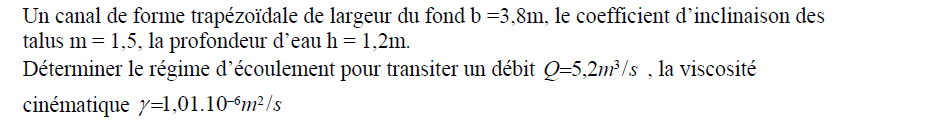 Un canal de forme trapézoïdale de largeur du fond b =3,8m, le coefficient d’inclinaison des
talus m = 1,5, la profondeur d’eau h = 1,2m.
Déterminer le régime d’écoulement pour transiter un débit Q=5,2m³/s , la viscosité
cinématique γ=1,01.10⁻⁶m²/s